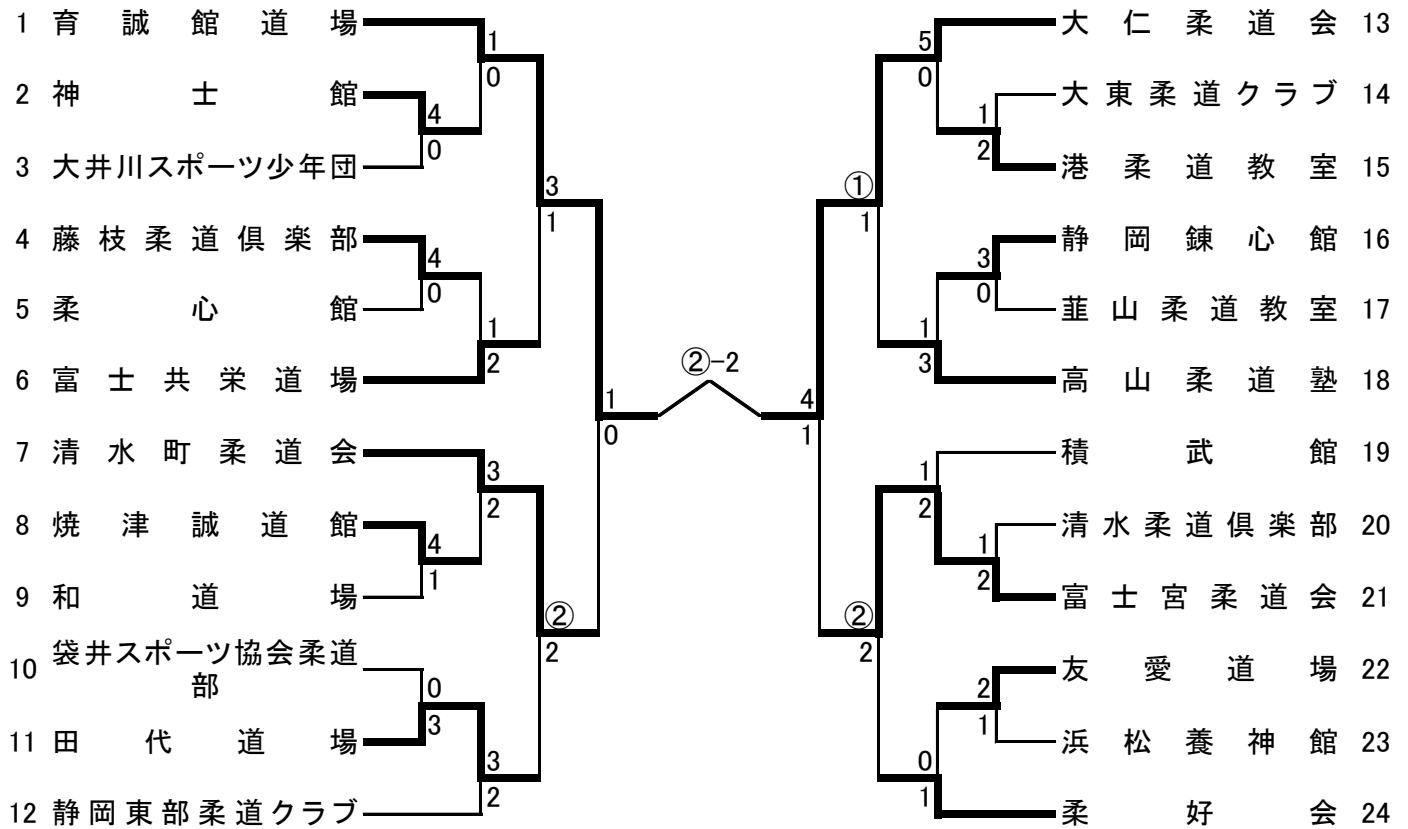 1 育誠館道場
1
0
2 神士館
4
0
3 大井川スポーツ少年団
3
1
4 藤枝柔道倶楽部
4
0
5 柔心館
1
2
6 富士共栄道場
1
0
7 清水町柔道会
3
2
8 焼津誠道館
4
1
9 和道場
②
2
10 袋井スポーツ協会柔道
部
0
3
11 田代道場
3
2
12 静岡東部柔道クラブ
②-2
大仁柔道会 13
5
0
大東柔道クラブ 14
1
2
港柔道教室 15
①
1
静岡錬心館 16
3
0
韮山柔道教室 17
1
3
高山柔道塾 18
4
1
積武館 19
1
2
清水柔道倶楽部 20
1
2
富士宮柔道会 21
②
2
友愛道場 22
2
1
浜松養神館 23
0
1
柔好会 24